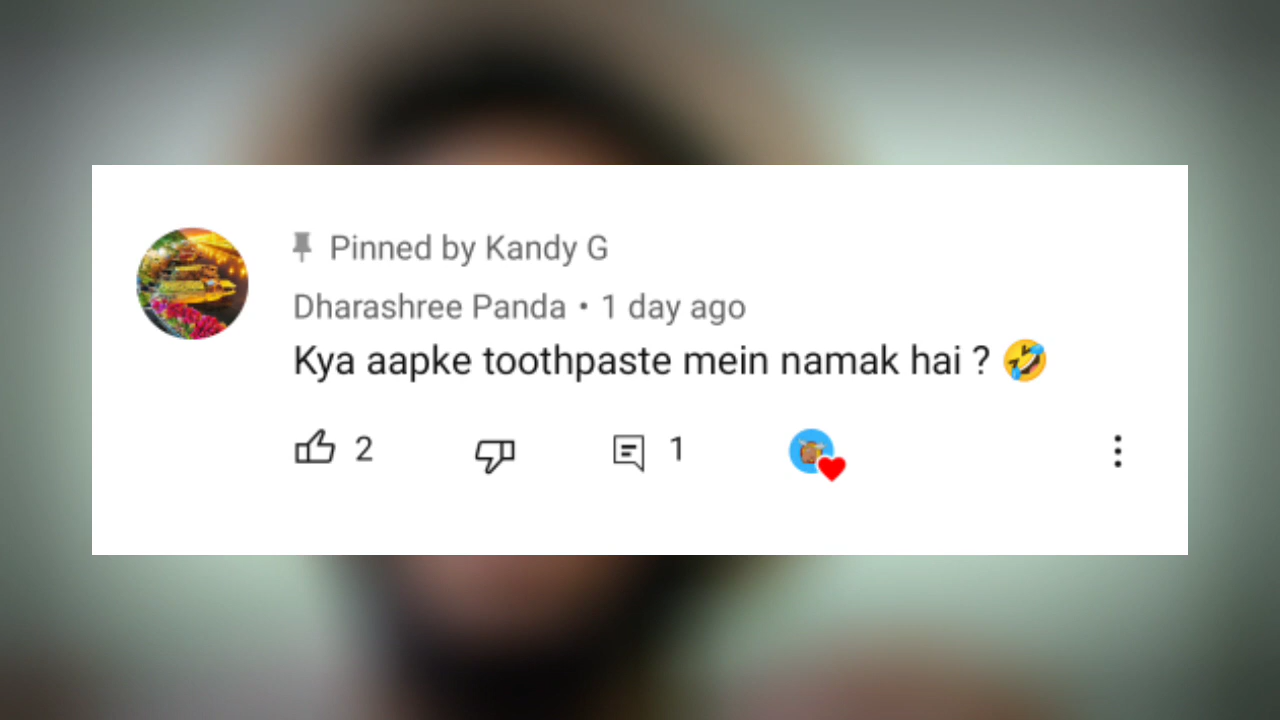 Pinned by Kandy G
Dharashree Panda • 1 day ago
Kya aapke toothpaste mein namak hai ? 🤣
2 1